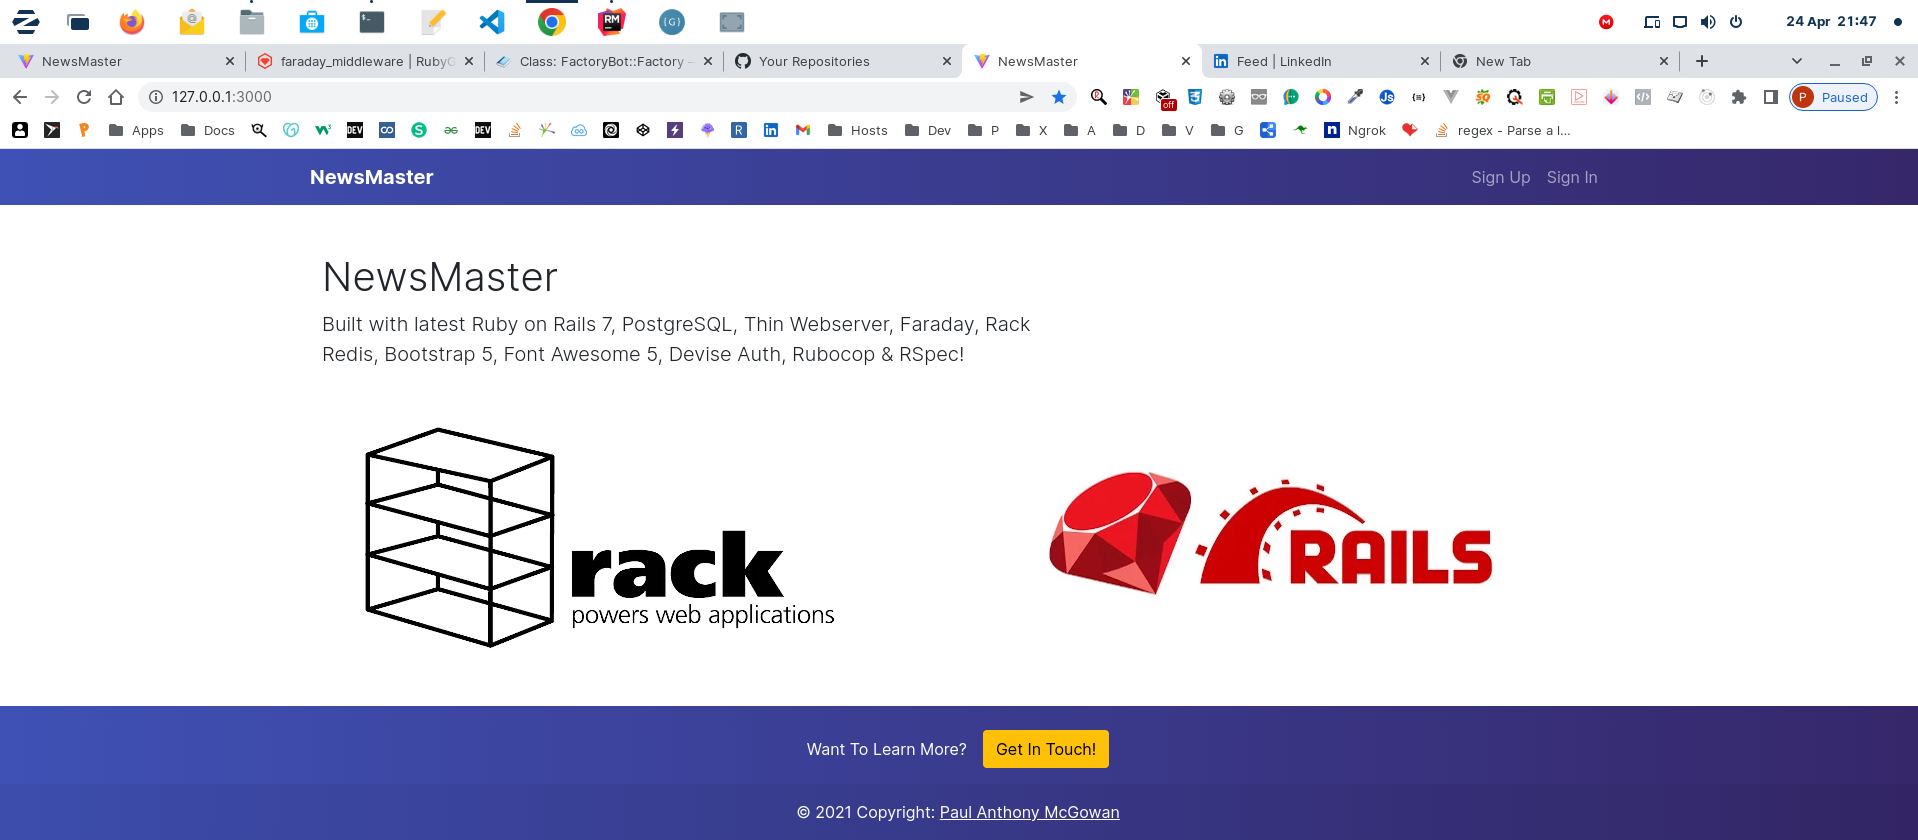 24 Apr 21:47
NewsMaster
faraday_middleware | RubyG
Class: FactoryBot::Factory –
Your Repositories
NewsMaster
Feed | LinkedIn
New Tab
127.0.0.1:3000
off
P Paused
Apps
Docs
DEV
DEV
Hosts
Dev
P
X
A
D
V
G
Ngrok
regex - Parse a l...
NewsMaster
Sign Up
Sign In
NewsMaster
Built with latest Ruby on Rails 7, PostgreSQL, Thin Webserver, Faraday, Rack
Redis, Bootstrap 5, Font Awesome 5, Devise Auth, Rubocop & RSpec!
rack
powers web applications
RAILS
Want To Learn More?
Get In Touch!
© 2021 Copyright: Paul Anthony McGowan